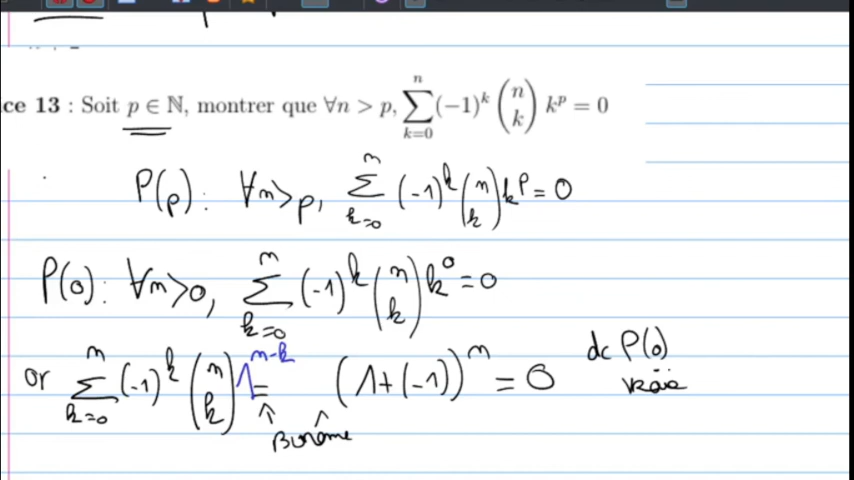 ce 13 : Soit p ∈ ℕ, montrer que ∀n > p, ∑_{k=0}^{n} (-1)^k \binom{n}{k} k^p = 0
P(p) : ∀n > p, ∑_{k=0}^{n} (-1)^k \binom{n}{k} k^p = 0
P(0) : ∀n > 0, ∑_{k=0}^{n} (-1)^k \binom{n}{k} k^0 = 0
or ∑_{k=0}^{n} (-1)^k \binom{n}{k} 1^{n-k} = (1 + (-1))^n = 0 dc P(0)
vraie
Binôme